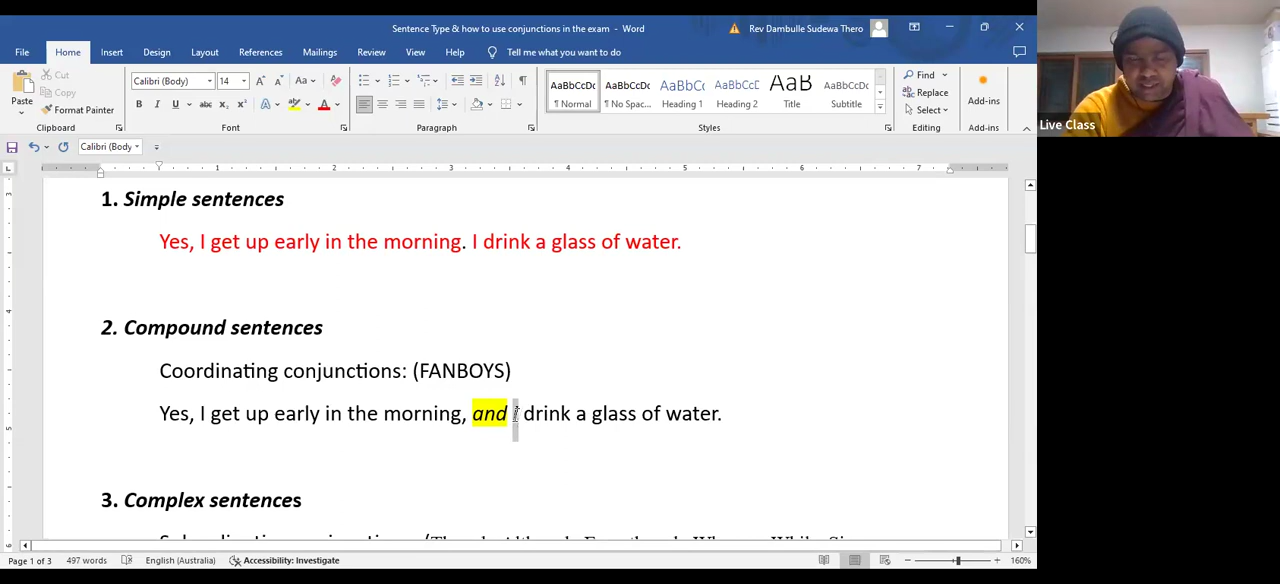 Sentence Type & how to use conjunctions in the exam - Word
Rev Dambulle Sudewa Thero
File Home Insert Design Layout References Mailings Review View Help Tell me what you want to do
Cut
Copy
Format Painter
Paste
Clipboard
Calibri (Body) 14
Font
Paragraph
AaBbCcDc AaBbCcDc AaBbCc AaBbCcD AaB AaBbCcD
¶ Normal ¶ No Spac... Heading 1 Heading 2 Title Subtitle
Styles
Find
Replace
Select
Editing
Add-ins
Add-ins
Live Class
Calibri (Body
1. Simple sentences
Yes, I get up early in the morning. I drink a glass of water.
2. Compound sentences
Coordinating conjunctions: (FANBOYS)
Yes, I get up early in the morning, and I drink a glass of water.
3. Complex sentences
Page 1 of 3 497 words English (Australia) Accessibility: Investigate 160%